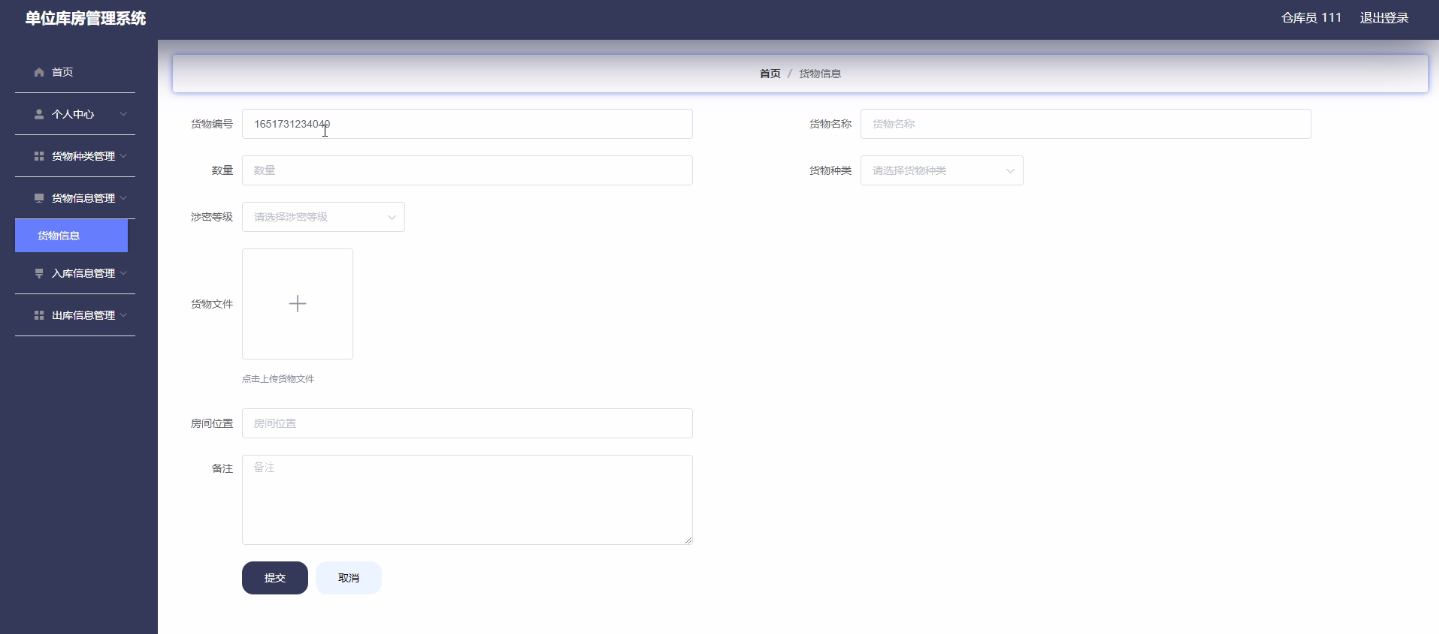 单位库房管理系统
仓库员 111 退出登录
首页
个人中心
货物种类管理
货物信息管理
货物信息
入库信息管理
出库信息管理
首页 / 货物信息
货物编号 1651731234040 货物名称 货物名称
数量 数量 货物种类 请选择货物种类
涉密等级 请选择涉密等级
货物文件
点击上传货物文件
房间位置 房间位置
备注 备注
提交 取消